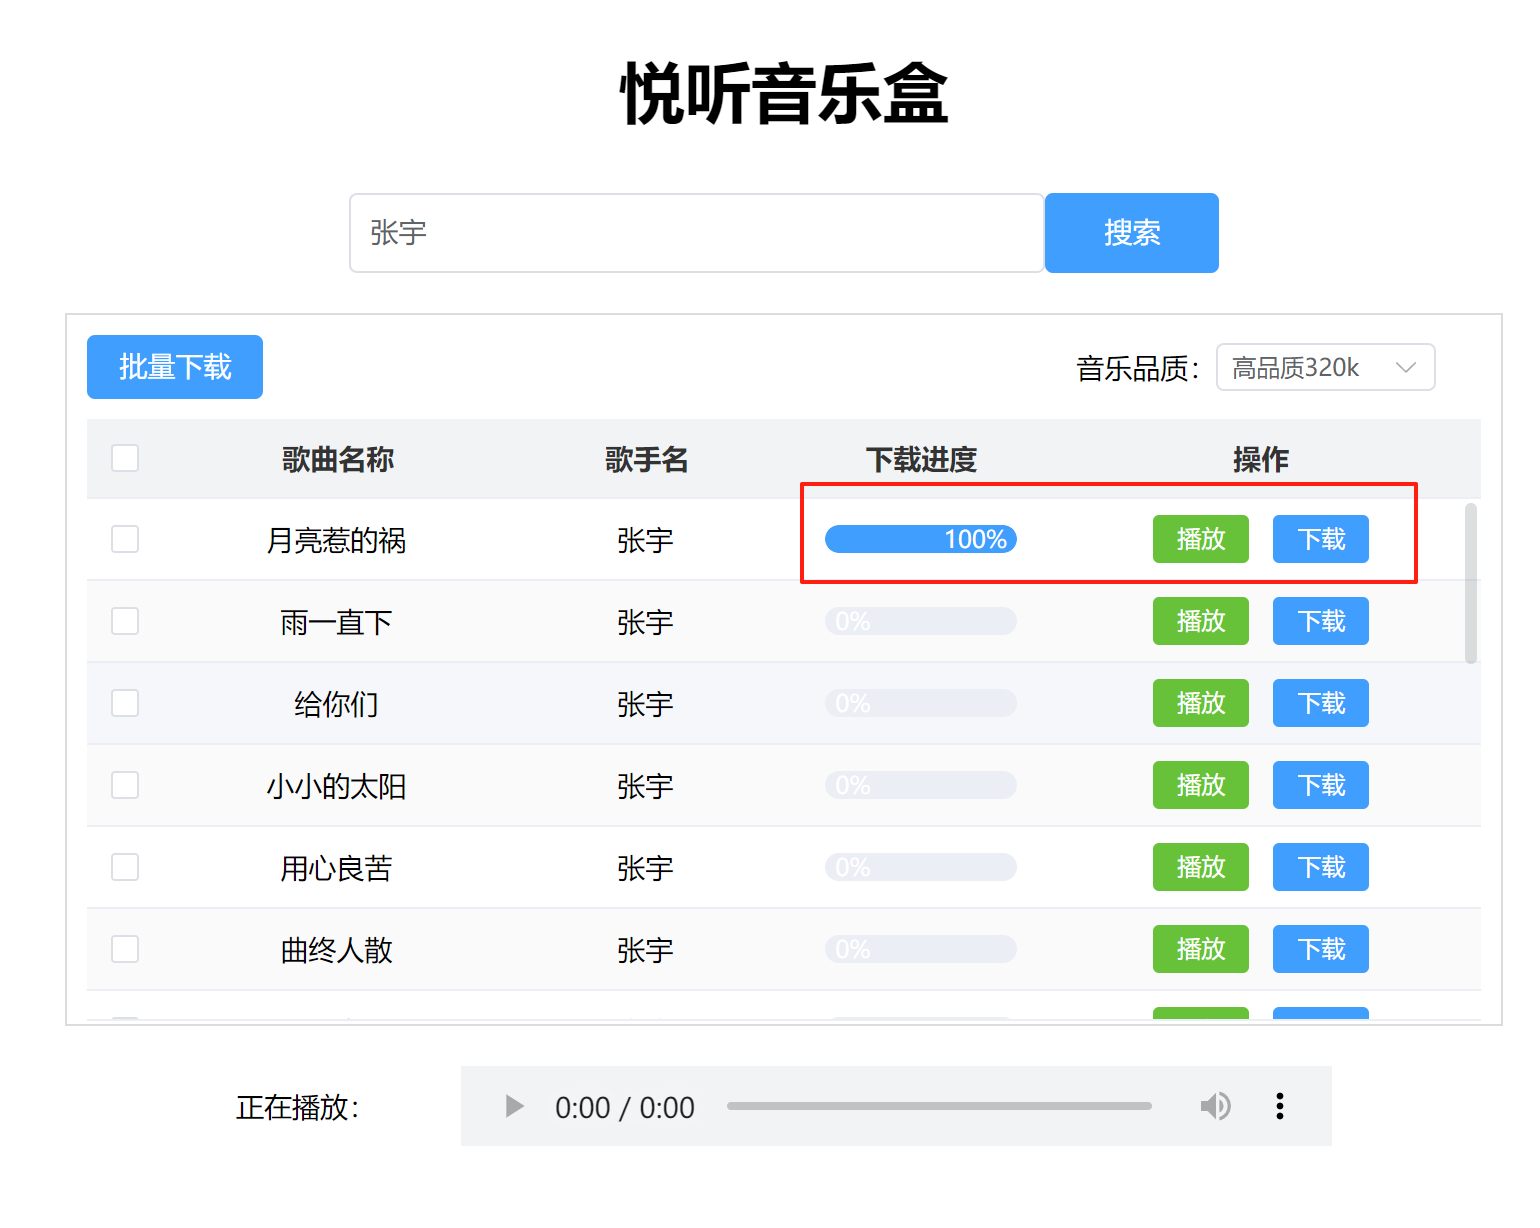 悦听音乐盒
张宇 搜索
批量下载 音乐品质： 高品质320k
歌曲名称 歌手名 下载进度 操作
月亮惹的祸 张宇 100% 播放 下载
雨一直下 张宇 0% 播放 下载
给你们 张宇 0% 播放 下载
小小的太阳 张宇 0% 播放 下载
用心良苦 张宇 0% 播放 下载
曲终人散 张宇 0% 播放 下载
正在播放： 0:00 / 0:00